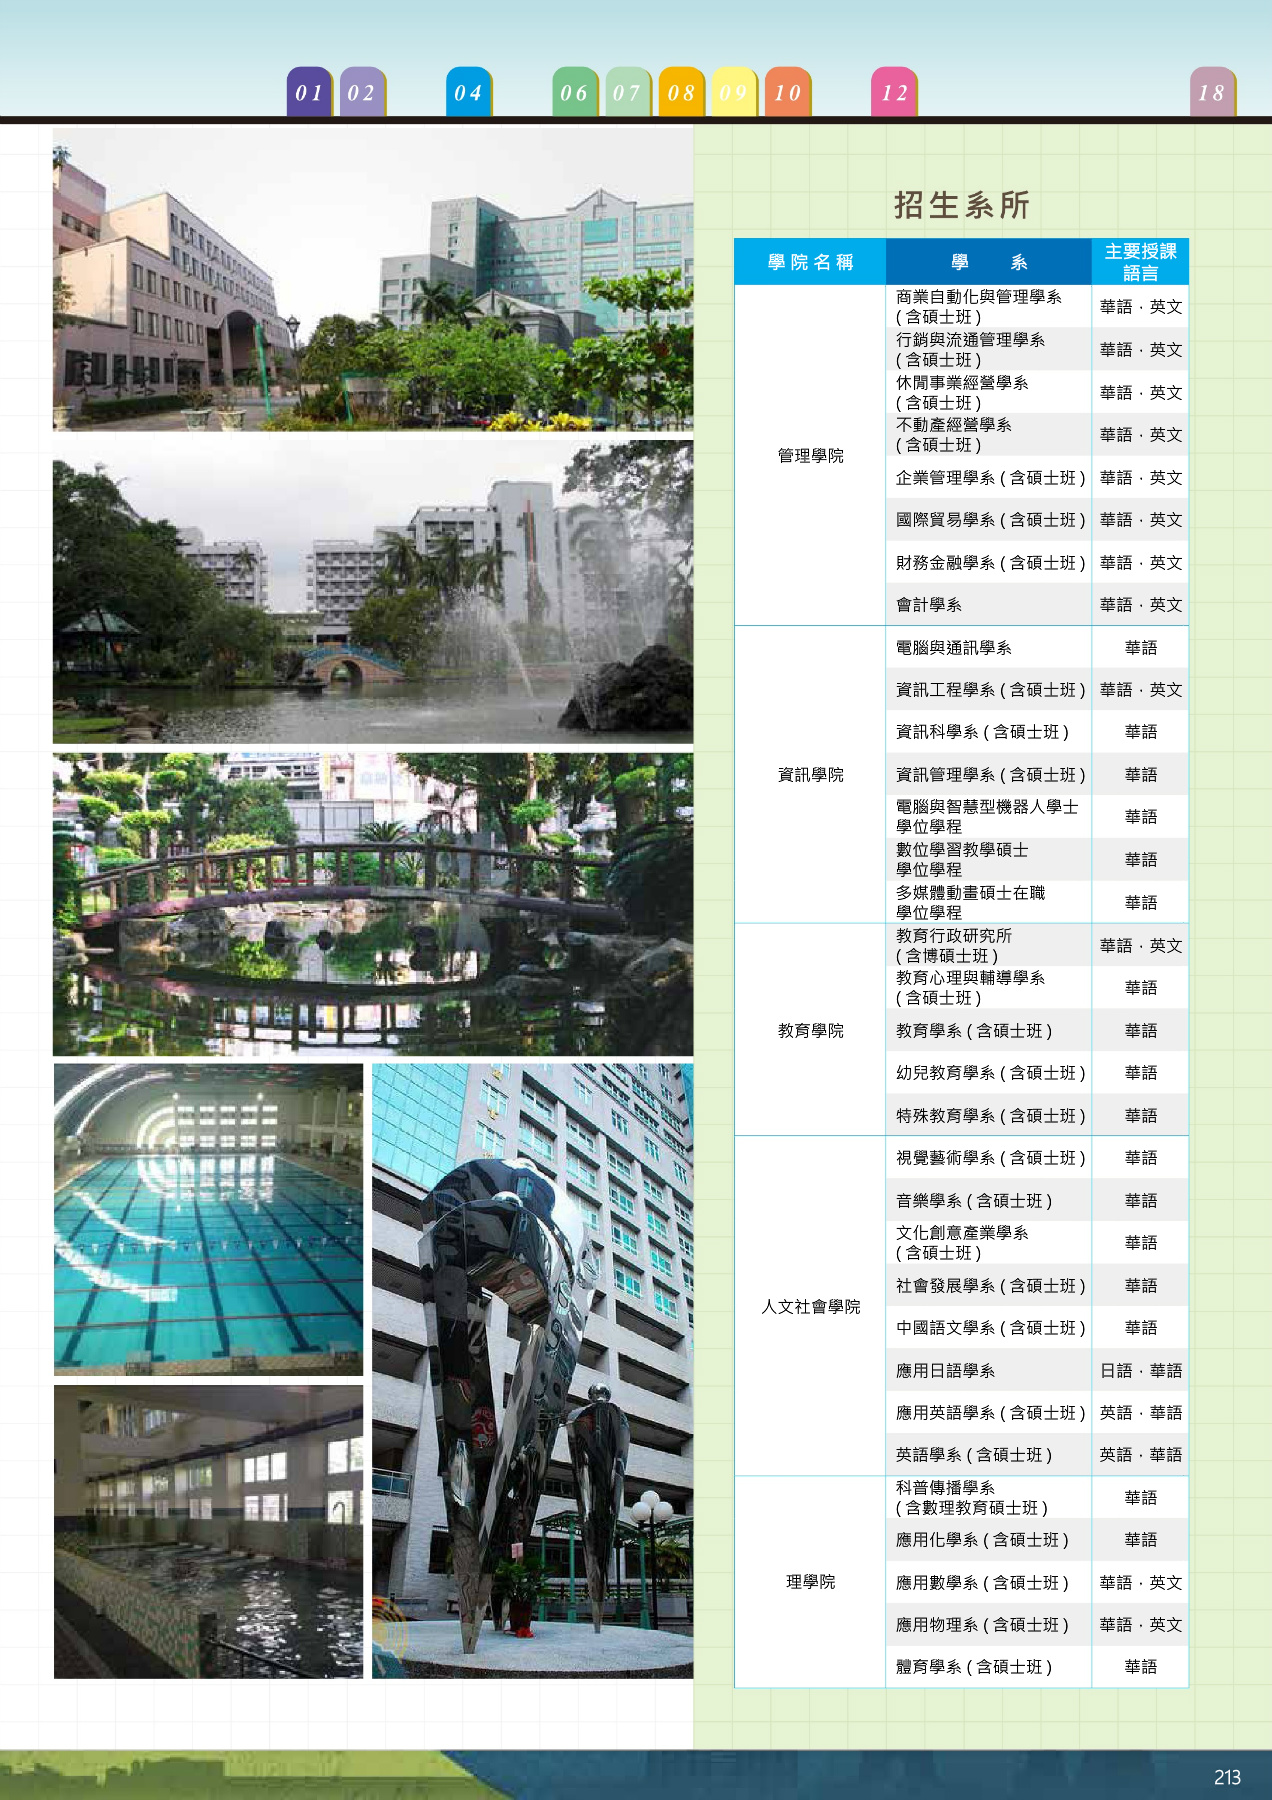 01 02 04 06 07 08 09 10 12 18
招生系所
學院名稱 學 系 主要授課
語言
管理學院
商業自動化與管理學系
(含碩士班) 華語．英文
行銷與流通管理學系
(含碩士班) 華語．英文
休閒事業經營學系
(含碩士班) 華語．英文
不動產經營學系
(含碩士班) 華語．英文
企業管理學系(含碩士班) 華語．英文
國際貿易學系(含碩士班) 華語．英文
財務金融學系(含碩士班) 華語．英文
會計學系 華語．英文
資訊學院
電腦與通訊學系 華語
資訊工程學系(含碩士班) 華語．英文
資訊科學系(含碩士班) 華語
資訊管理學系(含碩士班) 華語
電腦與智慧型機器人學士
學位學程 華語
數位學習教學碩士
學位學程 華語
多媒體動畫碩士在職
學位學程 華語
教育學院
教育行政研究所
(含博碩士班) 華語．英文
教育心理與輔導學系
(含碩士班) 華語
教育學系(含碩士班) 華語
幼兒教育學系(含碩士班) 華語
特殊教育學系(含碩士班) 華語
人文社會學院
視覺藝術學系(含碩士班) 華語
音樂學系(含碩士班) 華語
文化創意產業學系
(含碩士班) 華語
社會發展學系(含碩士班) 華語
中國語文學系(含碩士班) 華語
應用日語學系 日語．華語
應用英語學系(含碩士班) 英語．華語
英語學系(含碩士班) 英語．華語
理學院
科普傳播學系
(含數理教育碩士班) 華語
應用化學系(含碩士班) 華語
應用數學系(含碩士班) 華語．英文
應用物理系(含碩士班) 華語．英文
體育學系(含碩士班) 華語
213